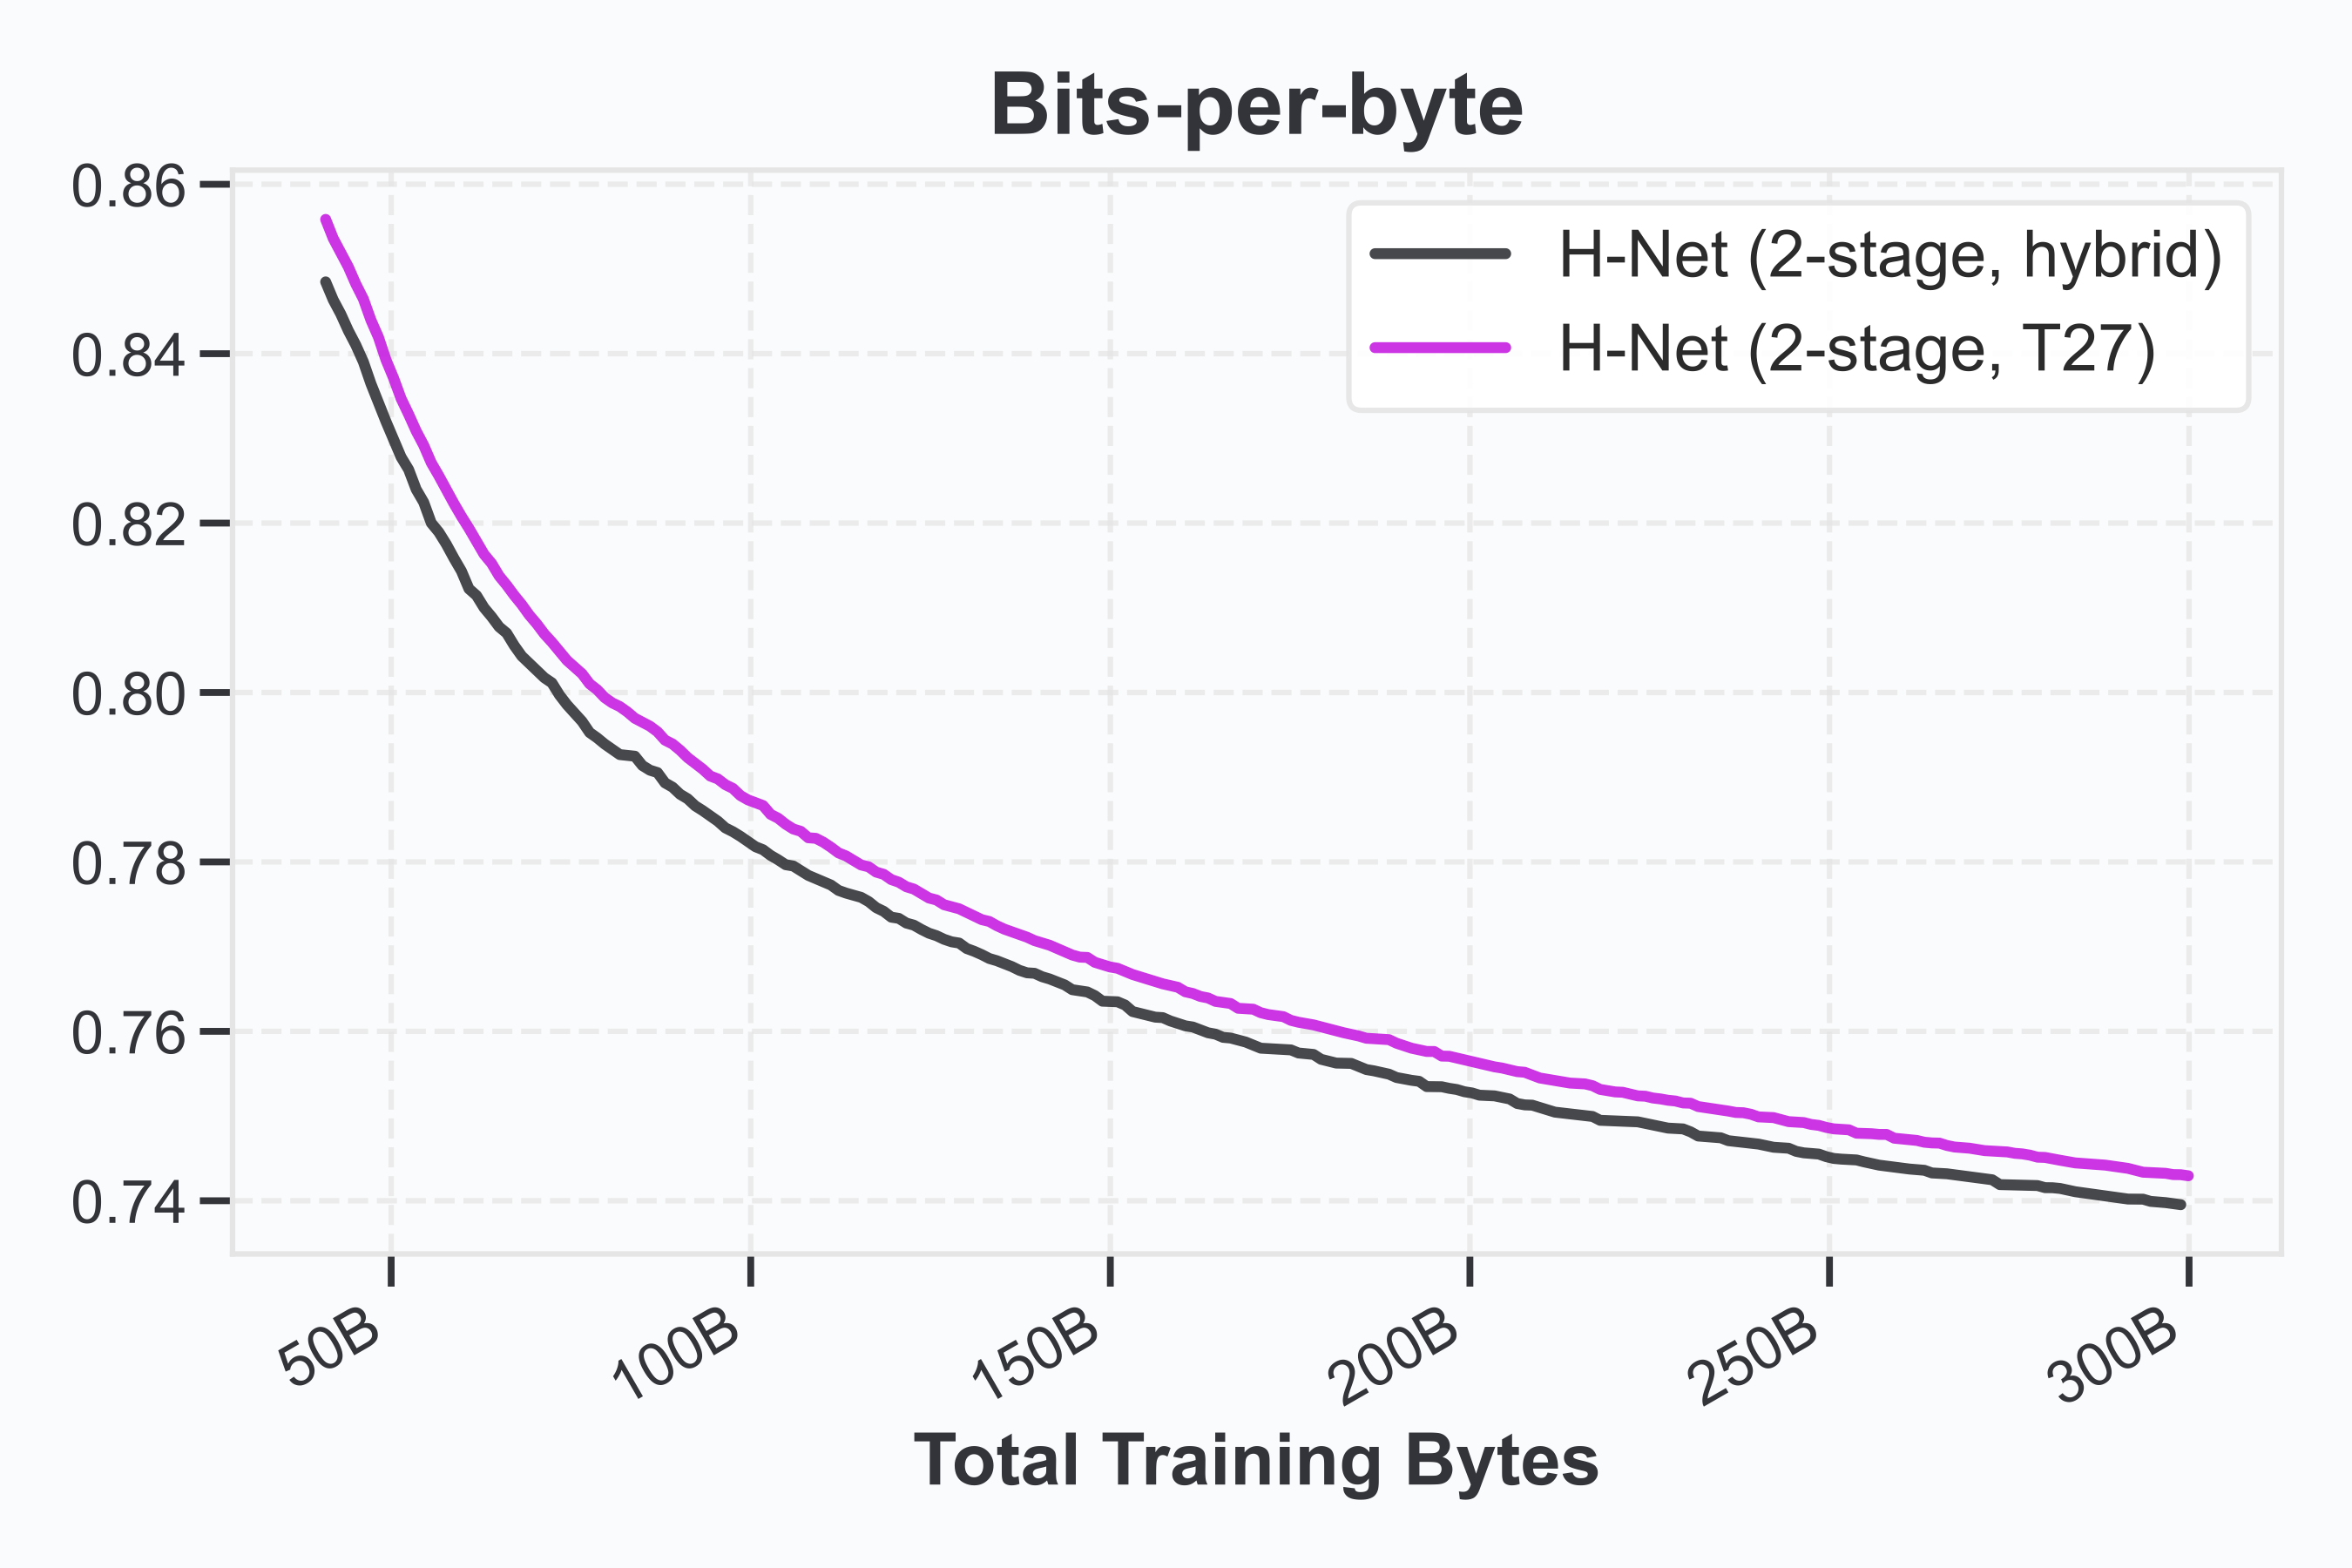 Bits-per-byte
0.86
0.84
0.82
0.80
0.78
0.76
0.74
H-Net (2-stage, hybrid)
H-Net (2-stage, T27)
50B
100B
150B
200B
250B
300B
Total Training Bytes